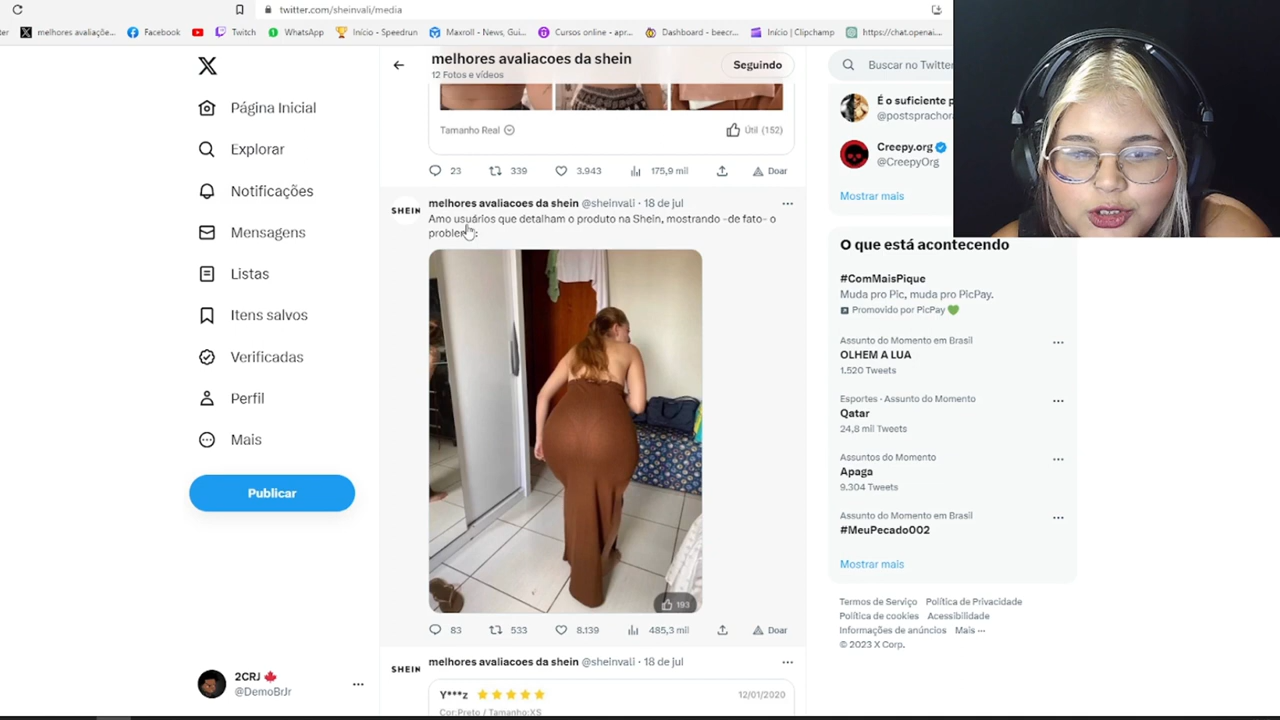 twitter.com/sheinvali/media
melhores avaliaçõe...
Facebook
Twitch
WhatsApp
Início - Speedrun
Maxroll - News, Gui...
Cursos online - apr...
Dashboard - beecr...
Início | Clipchamp
https://chat.openai...
Página Inicial
Explorar
Notificações
Mensagens
Listas
Itens salvos
Verificadas
Perfil
Mais
Publicar
2CRJ
@DemoBrJr
melhores avaliacoes da shein
12 Fotos e vídeos
Seguindo
Tamanho Real
Útil (152)
23 339 3.943 175,9 mil Doar
SHEIN
melhores avaliacoes da shein @sheinvali · 18 de jul
Amo usuários que detalham o produto na Shein, mostrando -de fato- o
193
83 533 8.139 485,3 mil Doar
SHEIN
melhores avaliacoes da shein @sheinvali · 18 de jul
Y***z 12/01/2020
Cor:Preto / Tamanho:XS
Buscar no Twitter
É o suficiente p
@postsprachor
Creepy.org
@CreepyOrg
Mostrar mais
O que está acontecendo
#ComMaisPique
Muda pro Pic, muda pro PicPay.
Promovido por PicPay
Assunto do Momento em Brasil
OLHEM A LUA
1.520 Tweets
Esportes · Assunto do Momento
Qatar
24,8 mil Tweets
Assuntos do Momento
Apaga
9.304 Tweets
Assunto do Momento em Brasil
#MeuPecado002
Mostrar mais
Termos de Serviço Política de Privacidade
Política de cookies Acessibilidade
Informações de anúncios Mais ···
© 2023 X Corp.